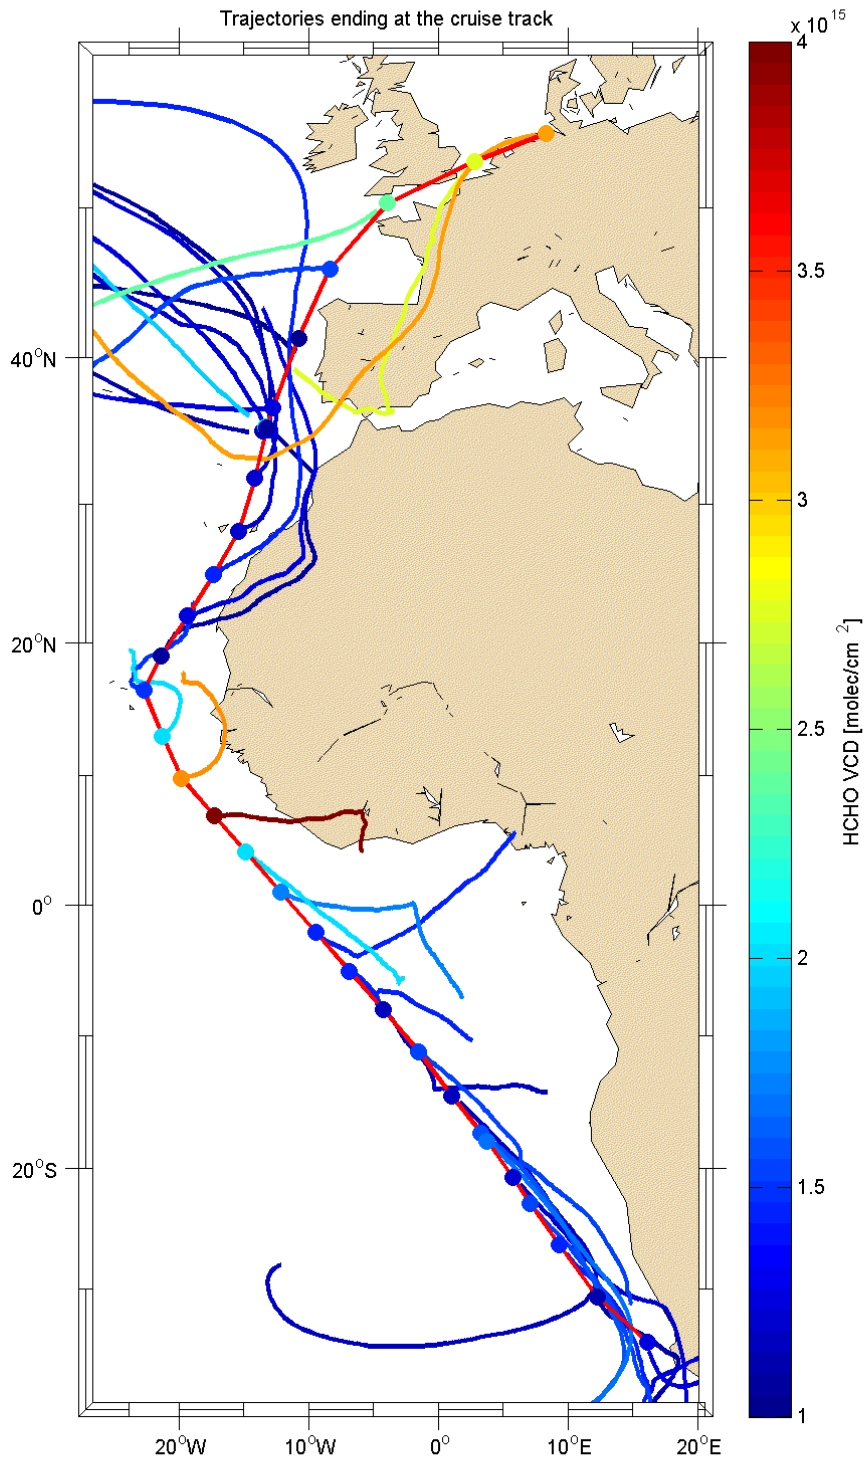 Trajectories ending at the cruise track
x 10^15
4
3.5
3
2.5
2
1.5
1
HCHO VCD [molec/cm^2]
40°N
20°N
0°
20°S
20°W
10°W
0°
10°E
20°E